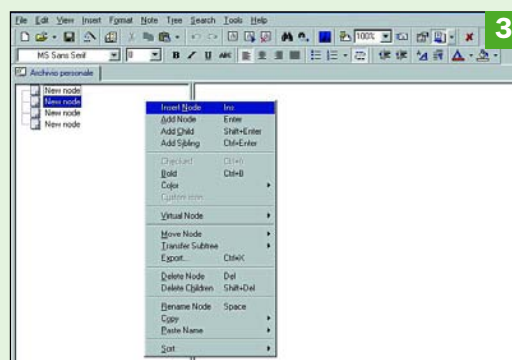 File Edit View Insert Format Note Tree Search Tools Help
100%
3
MS Sans Serif 8 B I U ABC
Archivio personale
New node
New node
New node
New node
Insert Node Ins
Add Node Enter
Add Child Shift+Enter
Add Sibling Ctrl+Enter
Checked
Bold Ctrl+B
Color
Custom icon...
Virtual Node
Move Node
Transfer Subtree
Export...
Delete Node Del
Delete Children Shift+Del
Rename Node Space
Copy
Paste Name
Sort